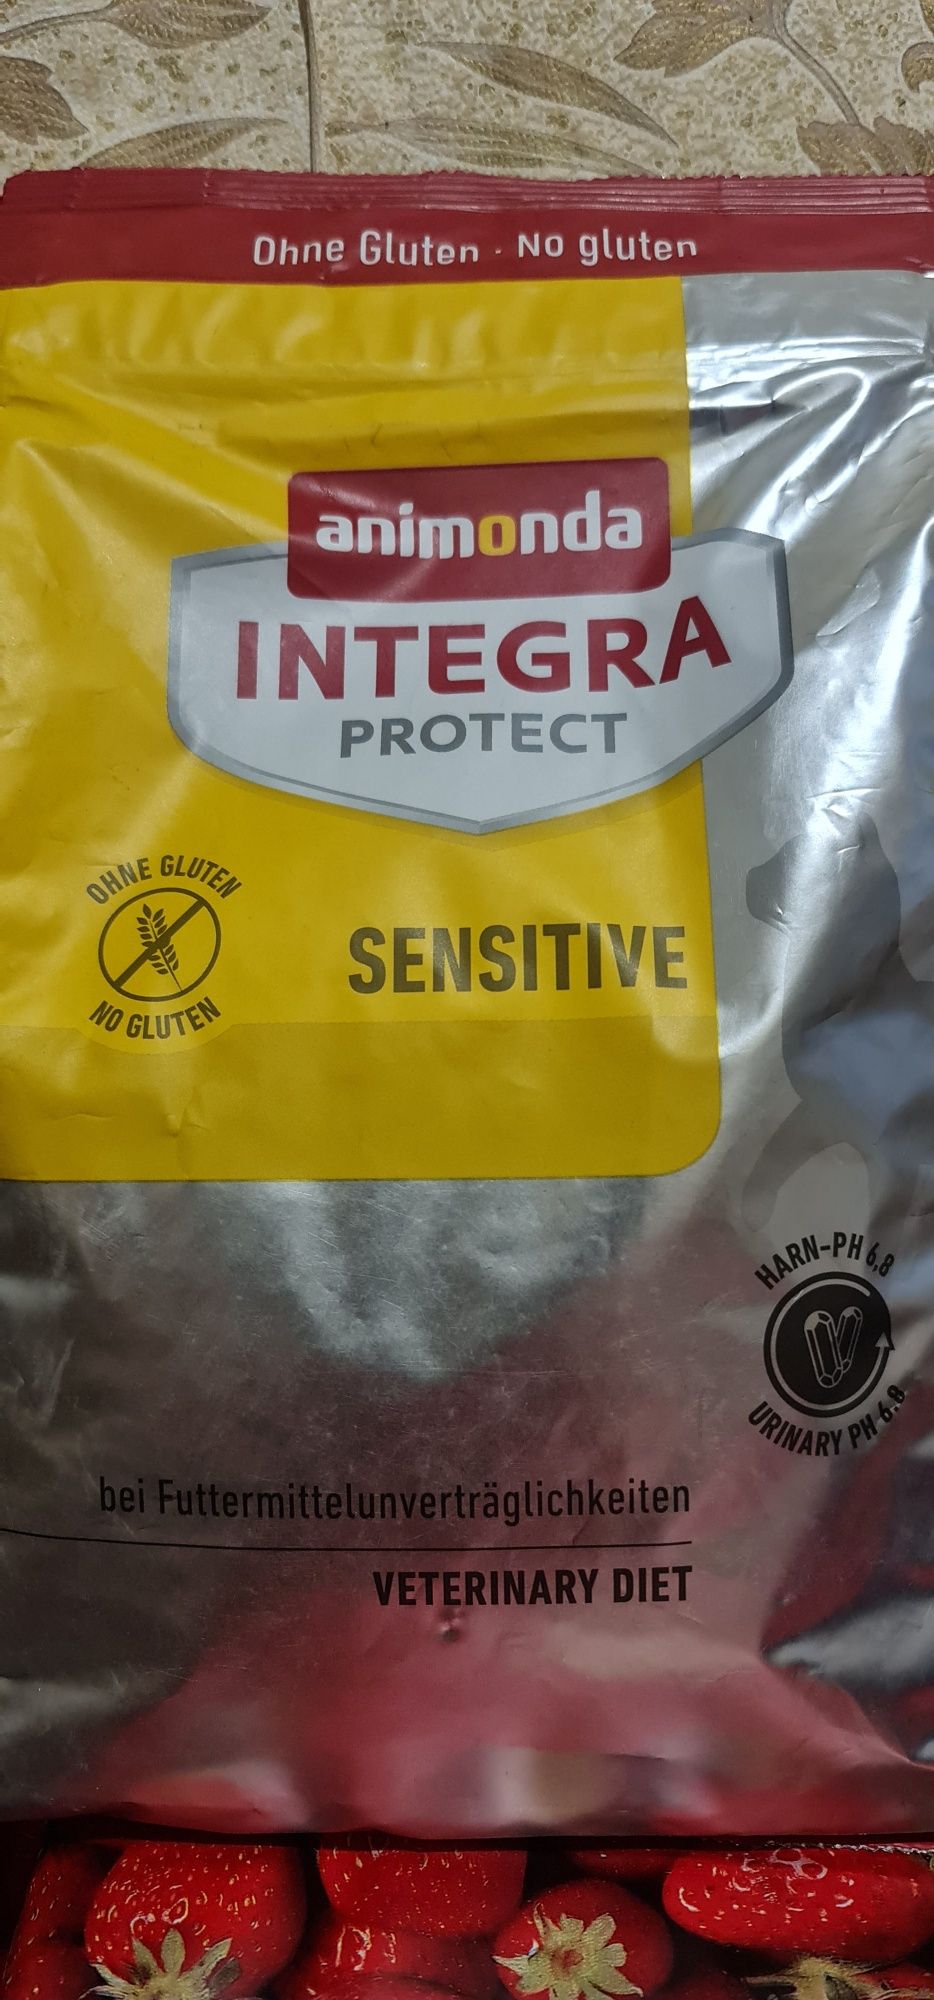 Ohne Gluten · No gluten
animonda
INTEGRA
PROTECT
OHNE GLUTEN
NO GLUTEN
SENSITIVE
HARN-PH 6,8
URINARY PH 6.8
bei Futtermittelunverträglichkeiten
VETERINARY DIET